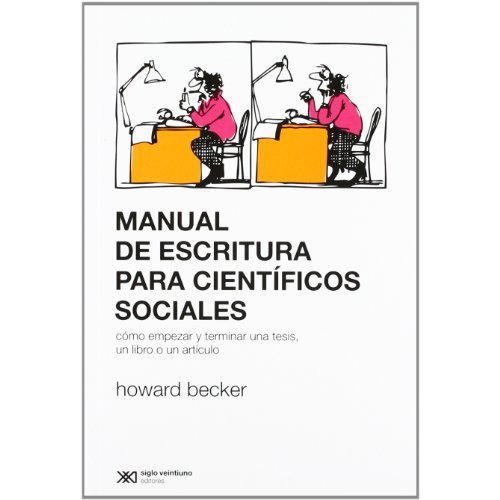 MANUAL
DE ESCRITURA
PARA CIENTÍFICOS
SOCIALES
cómo empezar y terminar una tesis,
un libro o un artículo
howard becker
siglo veintiuno
editores